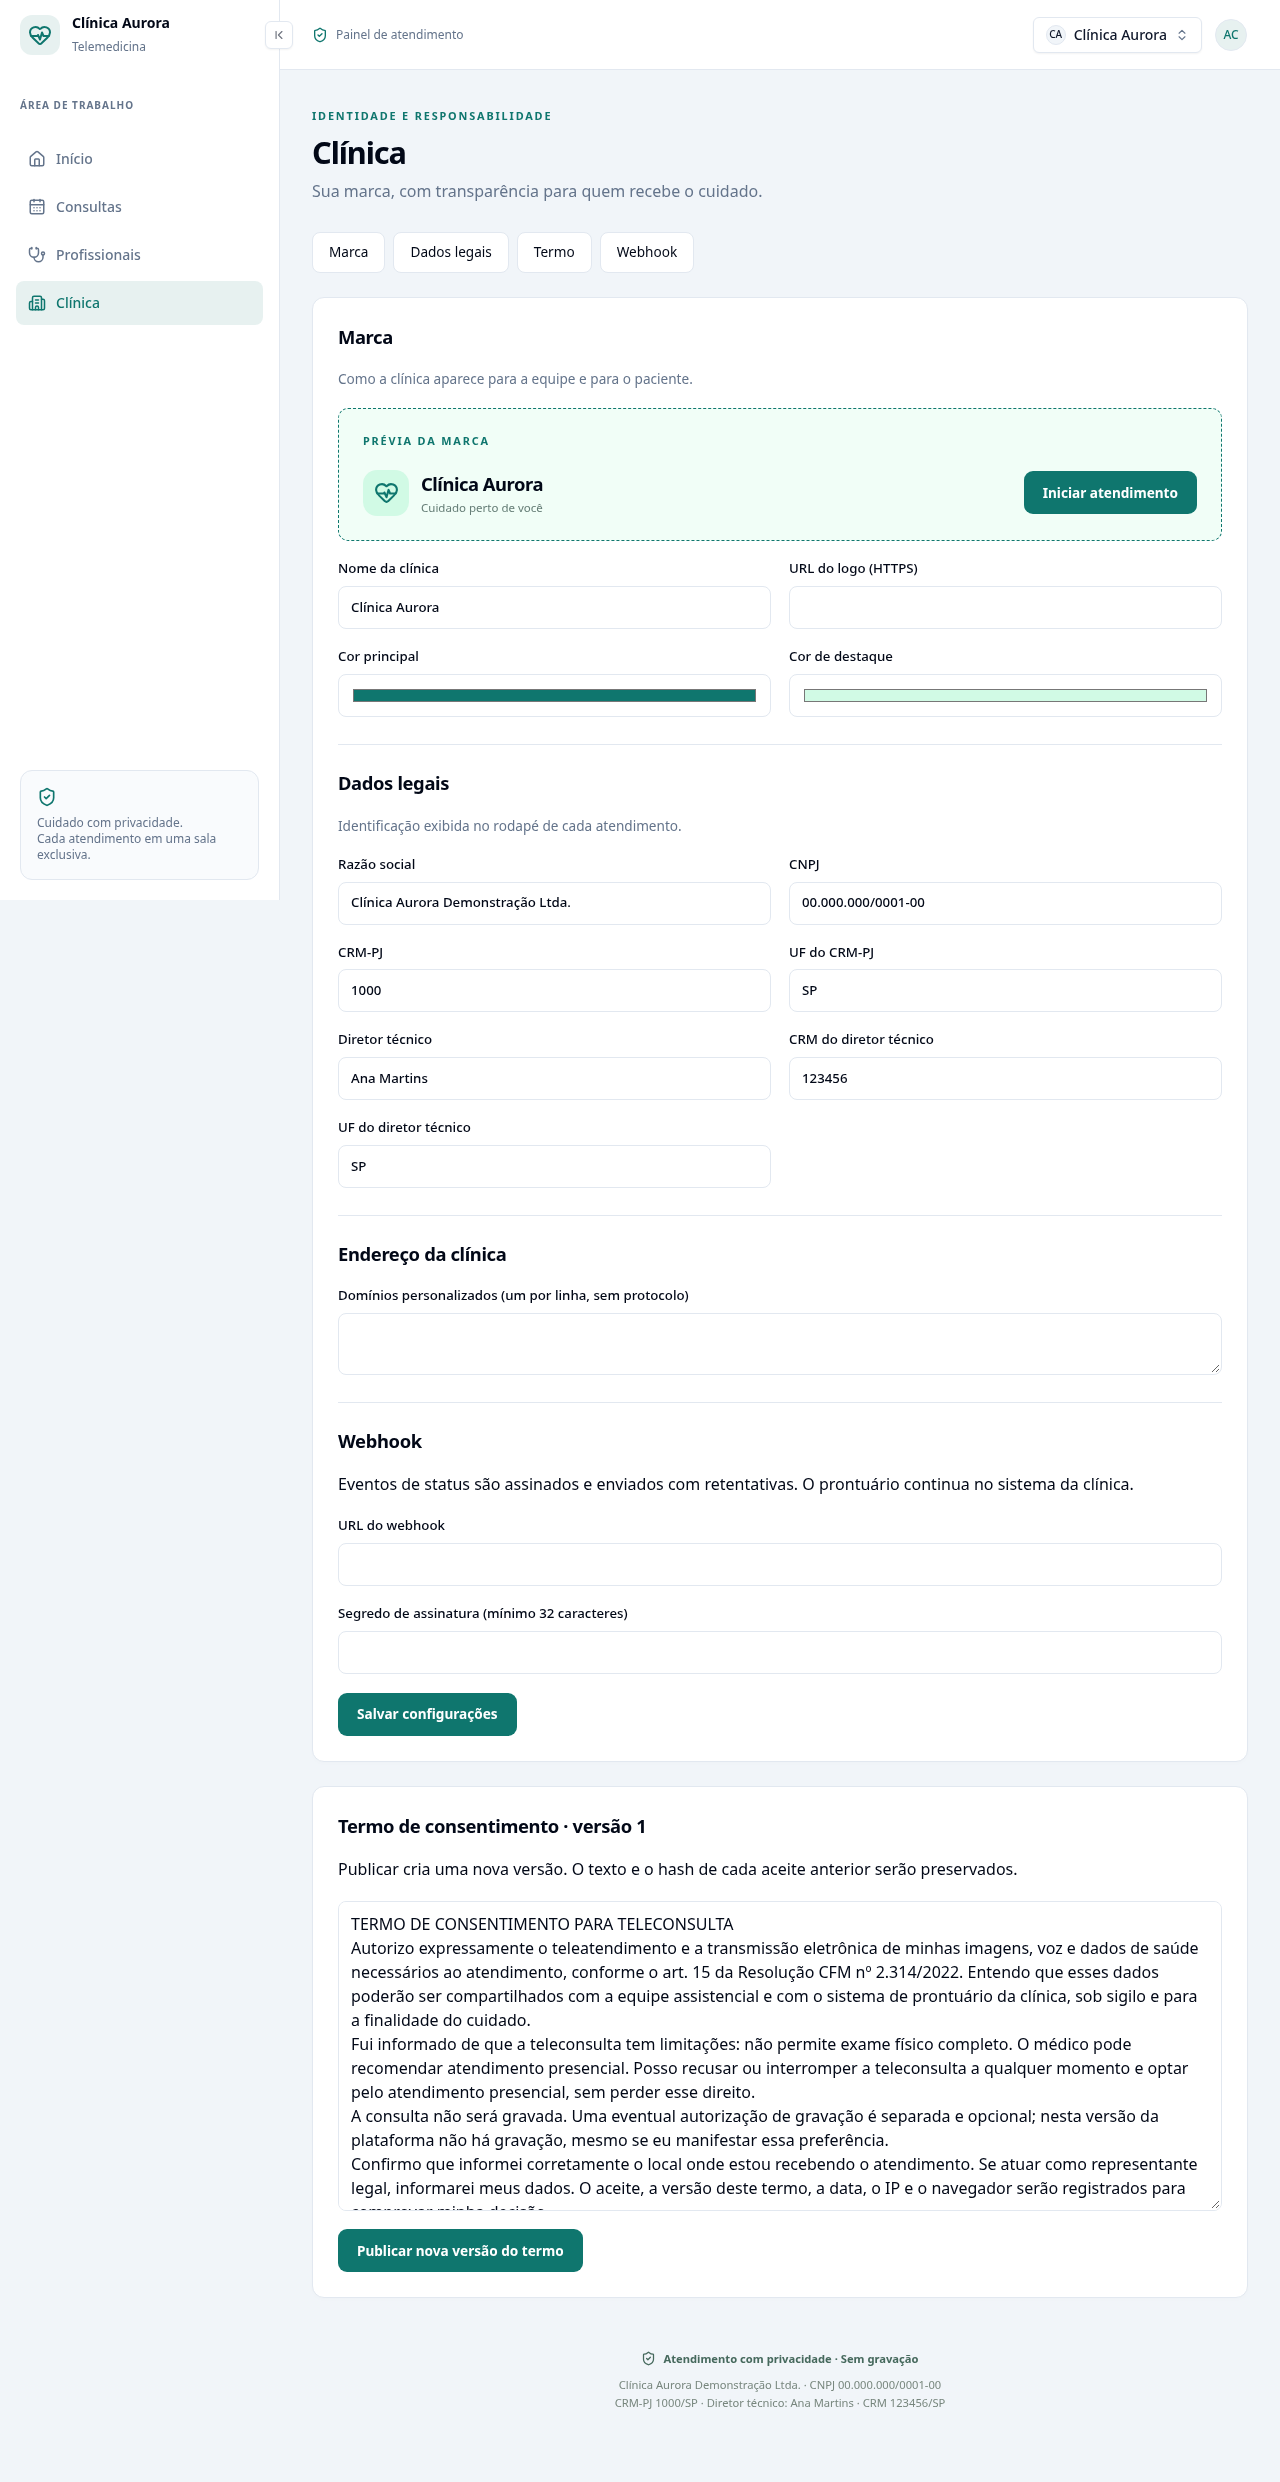 Clínica Aurora
Telemedicina
Painel de atendimento
CA
Clínica Aurora
AC
ÁREA DE TRABALHO
Início
Consultas
Profissionais
Clínica
Cuidado com privacidade.
Cada atendimento em uma sala
exclusiva.
IDENTIDADE E RESPONSABILIDADE
Clínica
Sua marca, com transparência para quem recebe o cuidado.
Marca
Dados legais
Termo
Webhook
Marca
Como a clínica aparece para a equipe e para o paciente.
PRÉVIA DA MARCA
Clínica Aurora
Cuidado perto de você
Iniciar atendimento
Nome da clínica
URL do logo (HTTPS)
Clínica Aurora
Cor principal
Cor de destaque
Dados legais
Identificação exibida no rodapé de cada atendimento.
Razão social
CNPJ
Clínica Aurora Demonstração Ltda.
00.000.000/0001-00
CRM-PJ
UF do CRM-PJ
1000
SP
Diretor técnico
CRM do diretor técnico
Ana Martins
123456
UF do diretor técnico
SP
Endereço da clínica
Domínios personalizados (um por linha, sem protocolo)
Webhook
Eventos de status são assinados e enviados com retentativas. O prontuário continua no sistema da clínica.
URL do webhook
Segredo de assinatura (mínimo 32 caracteres)
Salvar configurações
Termo de consentimento · versão 1
Publicar cria uma nova versão. O texto e o hash de cada aceite anterior serão preservados.
TERMO DE CONSENTIMENTO PARA TELECONSULTA
Autorizo expressamente o teleatendimento e a transmissão eletrônica de minhas imagens, voz e dados de saúde
necessários ao atendimento, conforme o art. 15 da Resolução CFM nº 2.314/2022. Entendo que esses dados
poderão ser compartilhados com a equipe assistencial e com o sistema de prontuário da clínica, sob sigilo e para
a finalidade do cuidado.
Fui informado de que a teleconsulta tem limitações: não permite exame físico completo. O médico pode
recomendar atendimento presencial. Posso recusar ou interromper a teleconsulta a qualquer momento e optar
pelo atendimento presencial, sem perder esse direito.
A consulta não será gravada. Uma eventual autorização de gravação é separada e opcional; nesta versão da
plataforma não há gravação, mesmo se eu manifestar essa preferência.
Confirmo que informei corretamente o local onde estou recebendo o atendimento. Se atuar como representante
legal, informarei meus dados. O aceite, a versão deste termo, a data, o IP e o navegador serão registrados para
Publicar nova versão do termo
Atendimento com privacidade · Sem gravação
Clínica Aurora Demonstração Ltda. · CNPJ 00.000.000/0001-00
CRM-PJ 1000/SP · Diretor técnico: Ana Martins · CRM 123456/SP